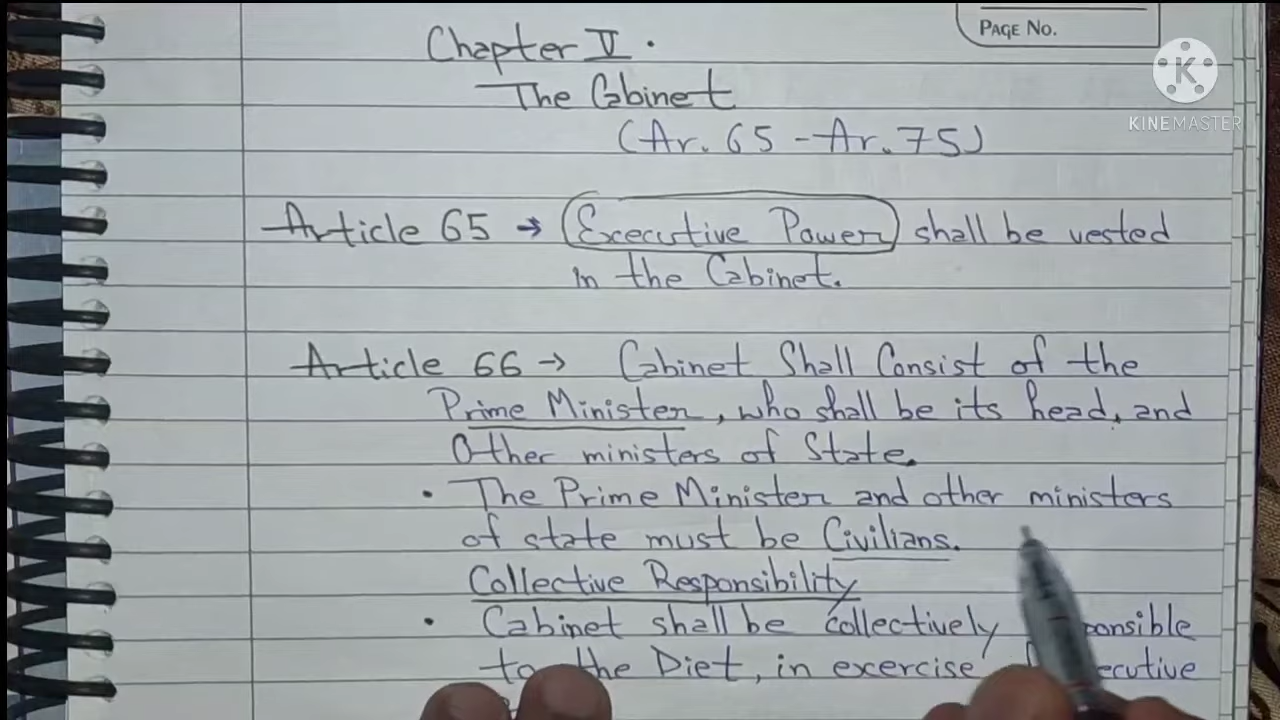 PAGE No.
K
KINEMASTER
Chapter V.
The Cabinet
(Ar. 65 - Ar. 75)
Article 65 → Executive Power shall be vested
in the Cabinet.
Article 66 → Cabinet Shall Consist of the
Prime Minister, who shall be its head, and
Other ministers of State.
• The Prime Minister and other ministers
of state must be Civilians.
Collective Responsibility
• Cabinet shall be collectively ponsible
to the Diet, in exercise ecutive